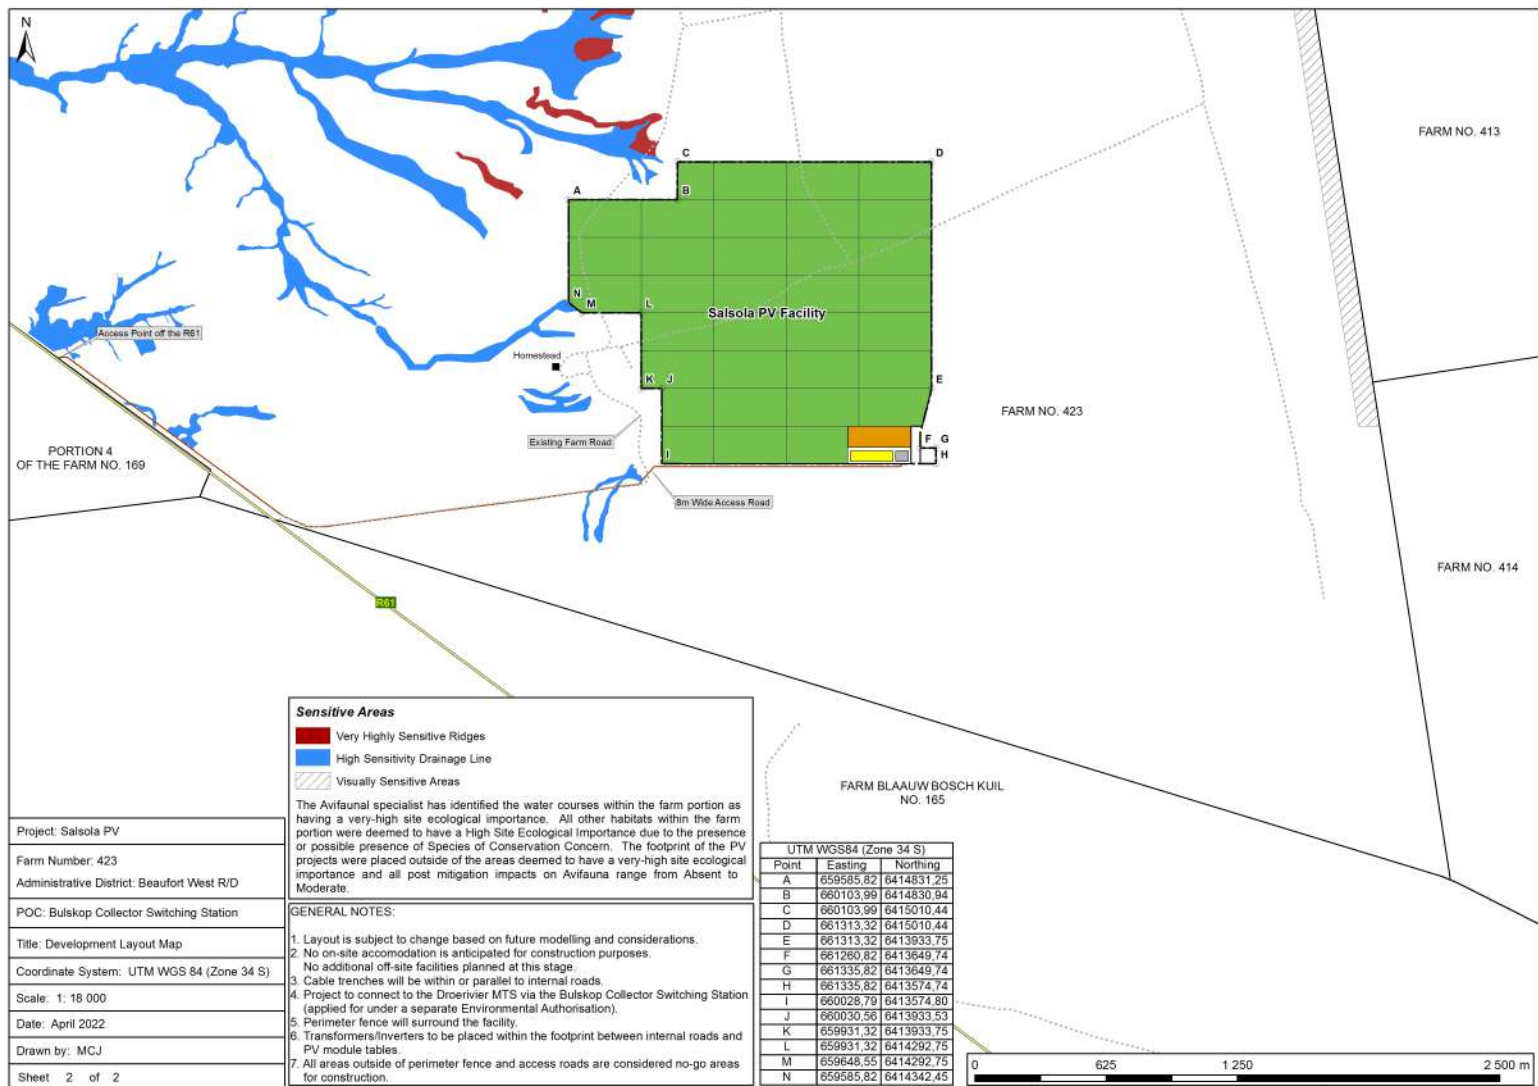 N
FARM NO. 413
C
D
A
B
N
M
L
Salsola PV Facility
Access Point off the R61
Homestead
K
J
E
FARM NO. 423
PORTION 4
OF THE FARM NO. 169
Existing Farm Road
I
F
G
H
8m Wide Access Road
FARM NO. 414
R61
FARM BLAAUW BOSCH KUIL
NO. 165
Sensitive Areas
Very Highly Sensitive Ridges
High Sensitivity Drainage Line
Visually Sensitive Areas
The Avifaunal specialist has identified the water courses within the farm portion as
having a very-high site ecological importance. All other habitats within the farm
portion were deemed to have a High Site Ecological Importance due to the presence
or possible presence of Species of Conservation Concern. The footprint of the PV
projects were placed outside of the areas deemed to have a very-high site ecological
importance and all post mitigation impacts on Avifauna range from Absent to
Moderate.
GENERAL NOTES:
1. Layout is subject to change based on future modelling and considerations.
2. No on-site accomodation is anticipated for construction purposes.
No additional off-site facilities planned at this stage.
3. Cable trenches will be within or parallel to internal roads.
4. Project to connect to the Droerivier MTS via the Bulskop Collector Switching Station
(applied for under a separate Environmental Authorisation).
5. Perimeter fence will surround the facility.
6. Transformers/Inverters to be placed within the footprint between internal roads and
PV module tables.
7. All areas outside of perimeter fence and access roads are considered no-go areas
for construction.
Project: Salsola PV
Farm Number: 423
Administrative District: Beaufort West R/D
POC: Bulskop Collector Switching Station
Title: Development Layout Map
Coordinate System: UTM WGS 84 (Zone 34 S)
Scale: 1: 18 000
Date: April 2022
Drawn by: MCJ
Sheet 2 of 2
UTM WGS84 (Zone 34 S)
Point Easting Northing
A 659585,82 6414831,25
B 660103,99 6414830,94
C 660103,99 6415010,44
D 661313,32 6415010,44
E 661313,32 6413933,75
F 661260,82 6413649,74
G 661335,82 6413649,74
H 661335,82 6413574,74
I 660028,79 6413574,80
J 660030,56 6413933,53
K 659931,32 6413933,75
L 659931,32 6414292,75
M 659648,55 6414292,75
N 659585,82 6414342,45
0 625 1 250 2 500 m